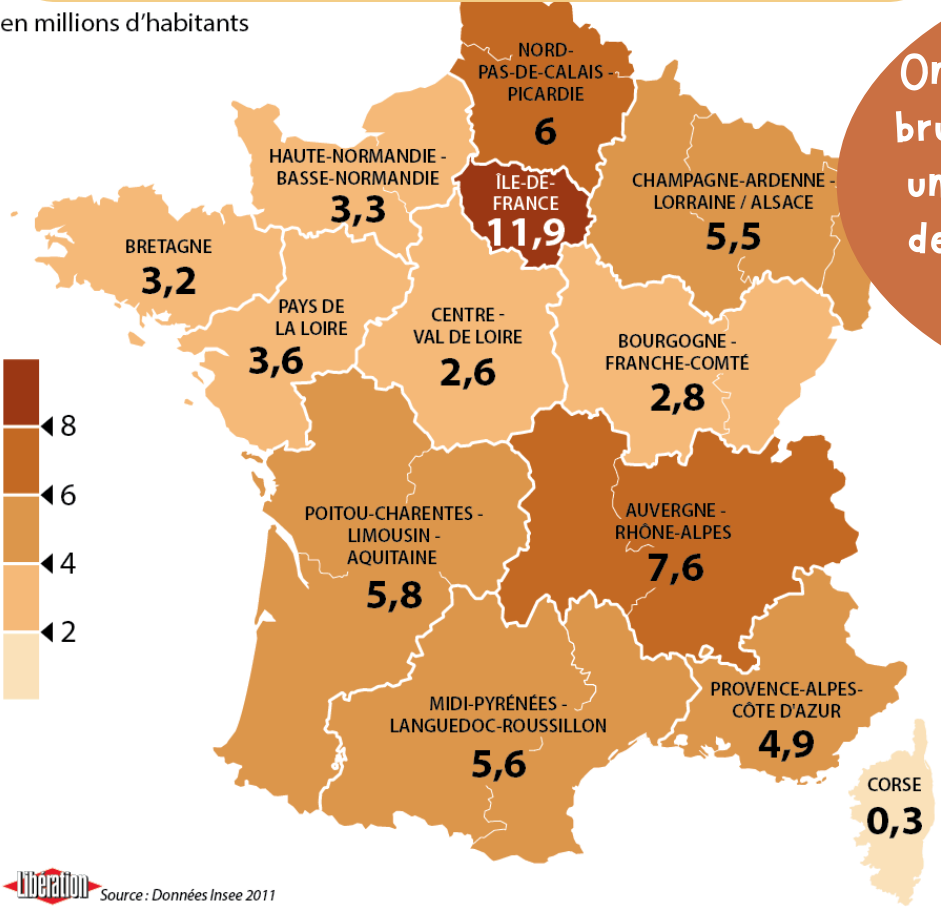 en millions d'habitants
NORD-
PAS-DE-CALAIS -
PICARDIE
6
HAUTE-NORMANDIE -
BASSE-NORMANDIE
3,3
ÎLE-DE-
FRANCE
11,9
CHAMPAGNE-ARDENNE -
LORRAINE / ALSACE
5,5
BRETAGNE
3,2
PAYS DE
LA LOIRE
3,6
CENTRE -
VAL DE LOIRE
2,6
BOURGOGNE -
FRANCHE-COMTÉ
2,8
8
6
4
2
POITOU-CHARENTES -
LIMOUSIN -
AQUITAINE
5,8
AUVERGNE -
RHÔNE-ALPES
7,6
MIDI-PYRÉNÉES -
LANGUEDOC-ROUSSILLON
5,6
PROVENCE-ALPES-
CÔTE D'AZUR
4,9
CORSE
0,3
Libération
Source : Données Insee 2011